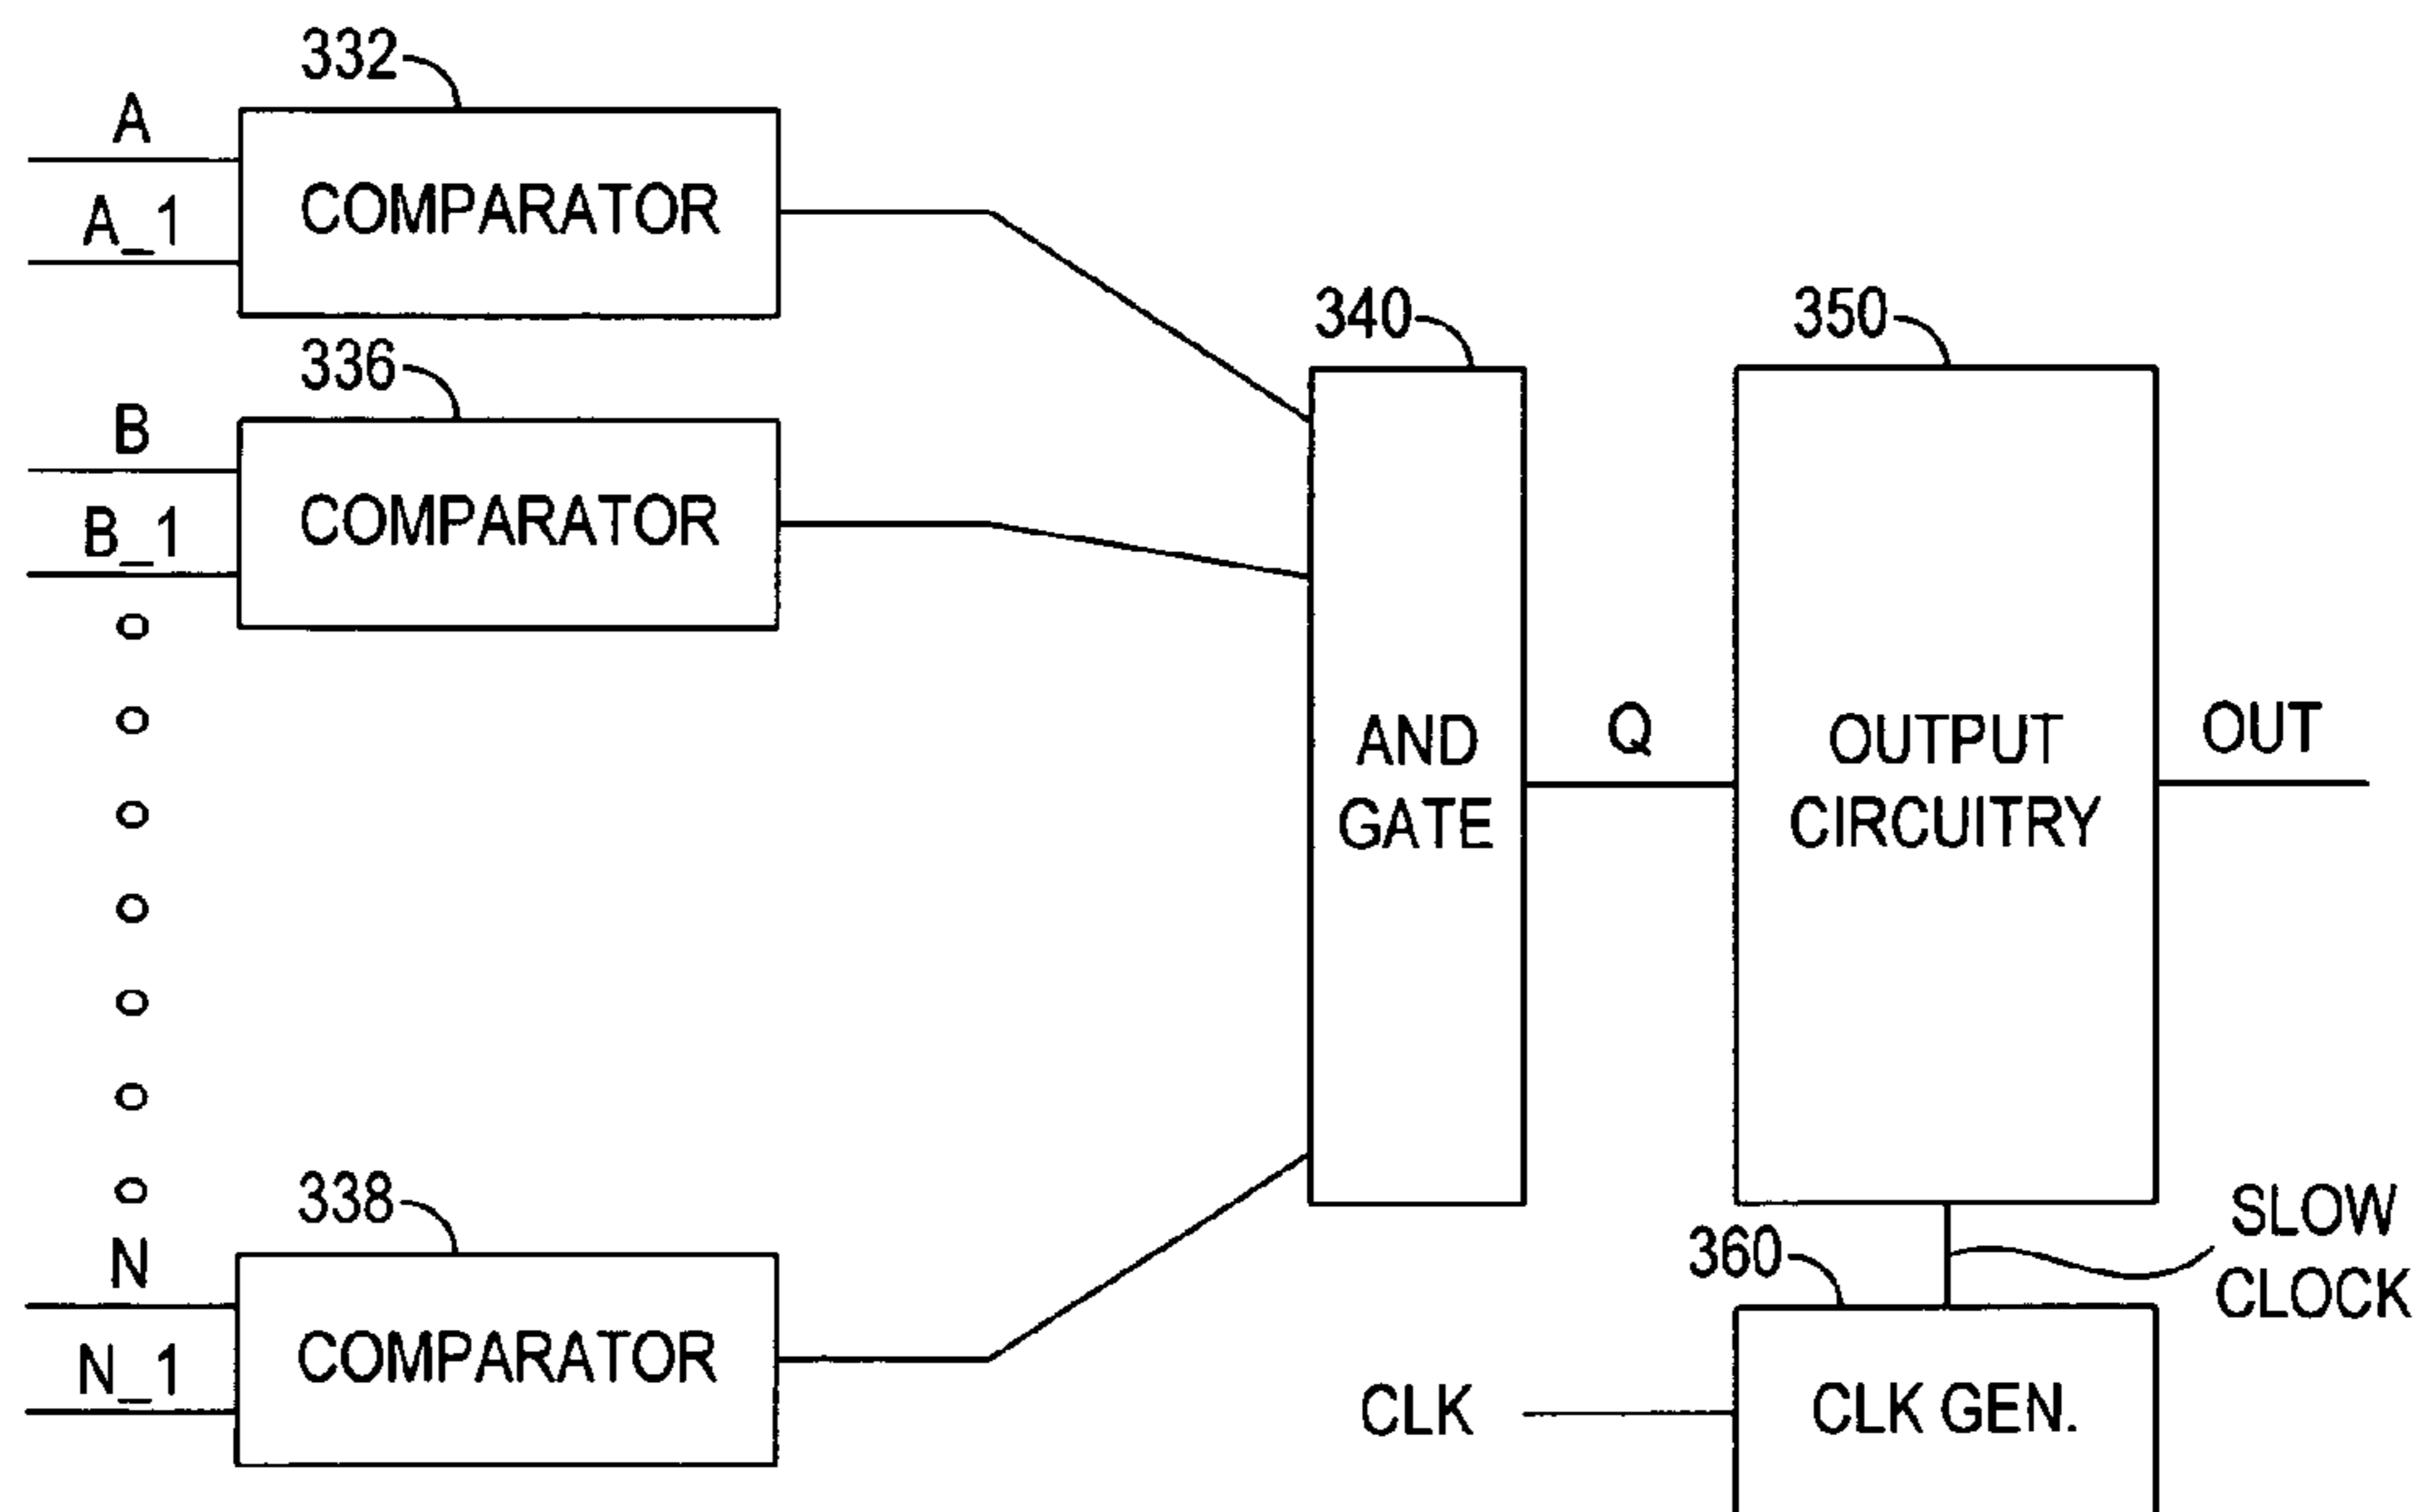 332
A
A_1
COMPARATOR
336
B
B_1
COMPARATOR
340
AND
GATE
Q
350
OUTPUT
CIRCUITRY
OUT
338
N
N_1
COMPARATOR
360
SLOW
CLOCK
CLK
CLK GEN.